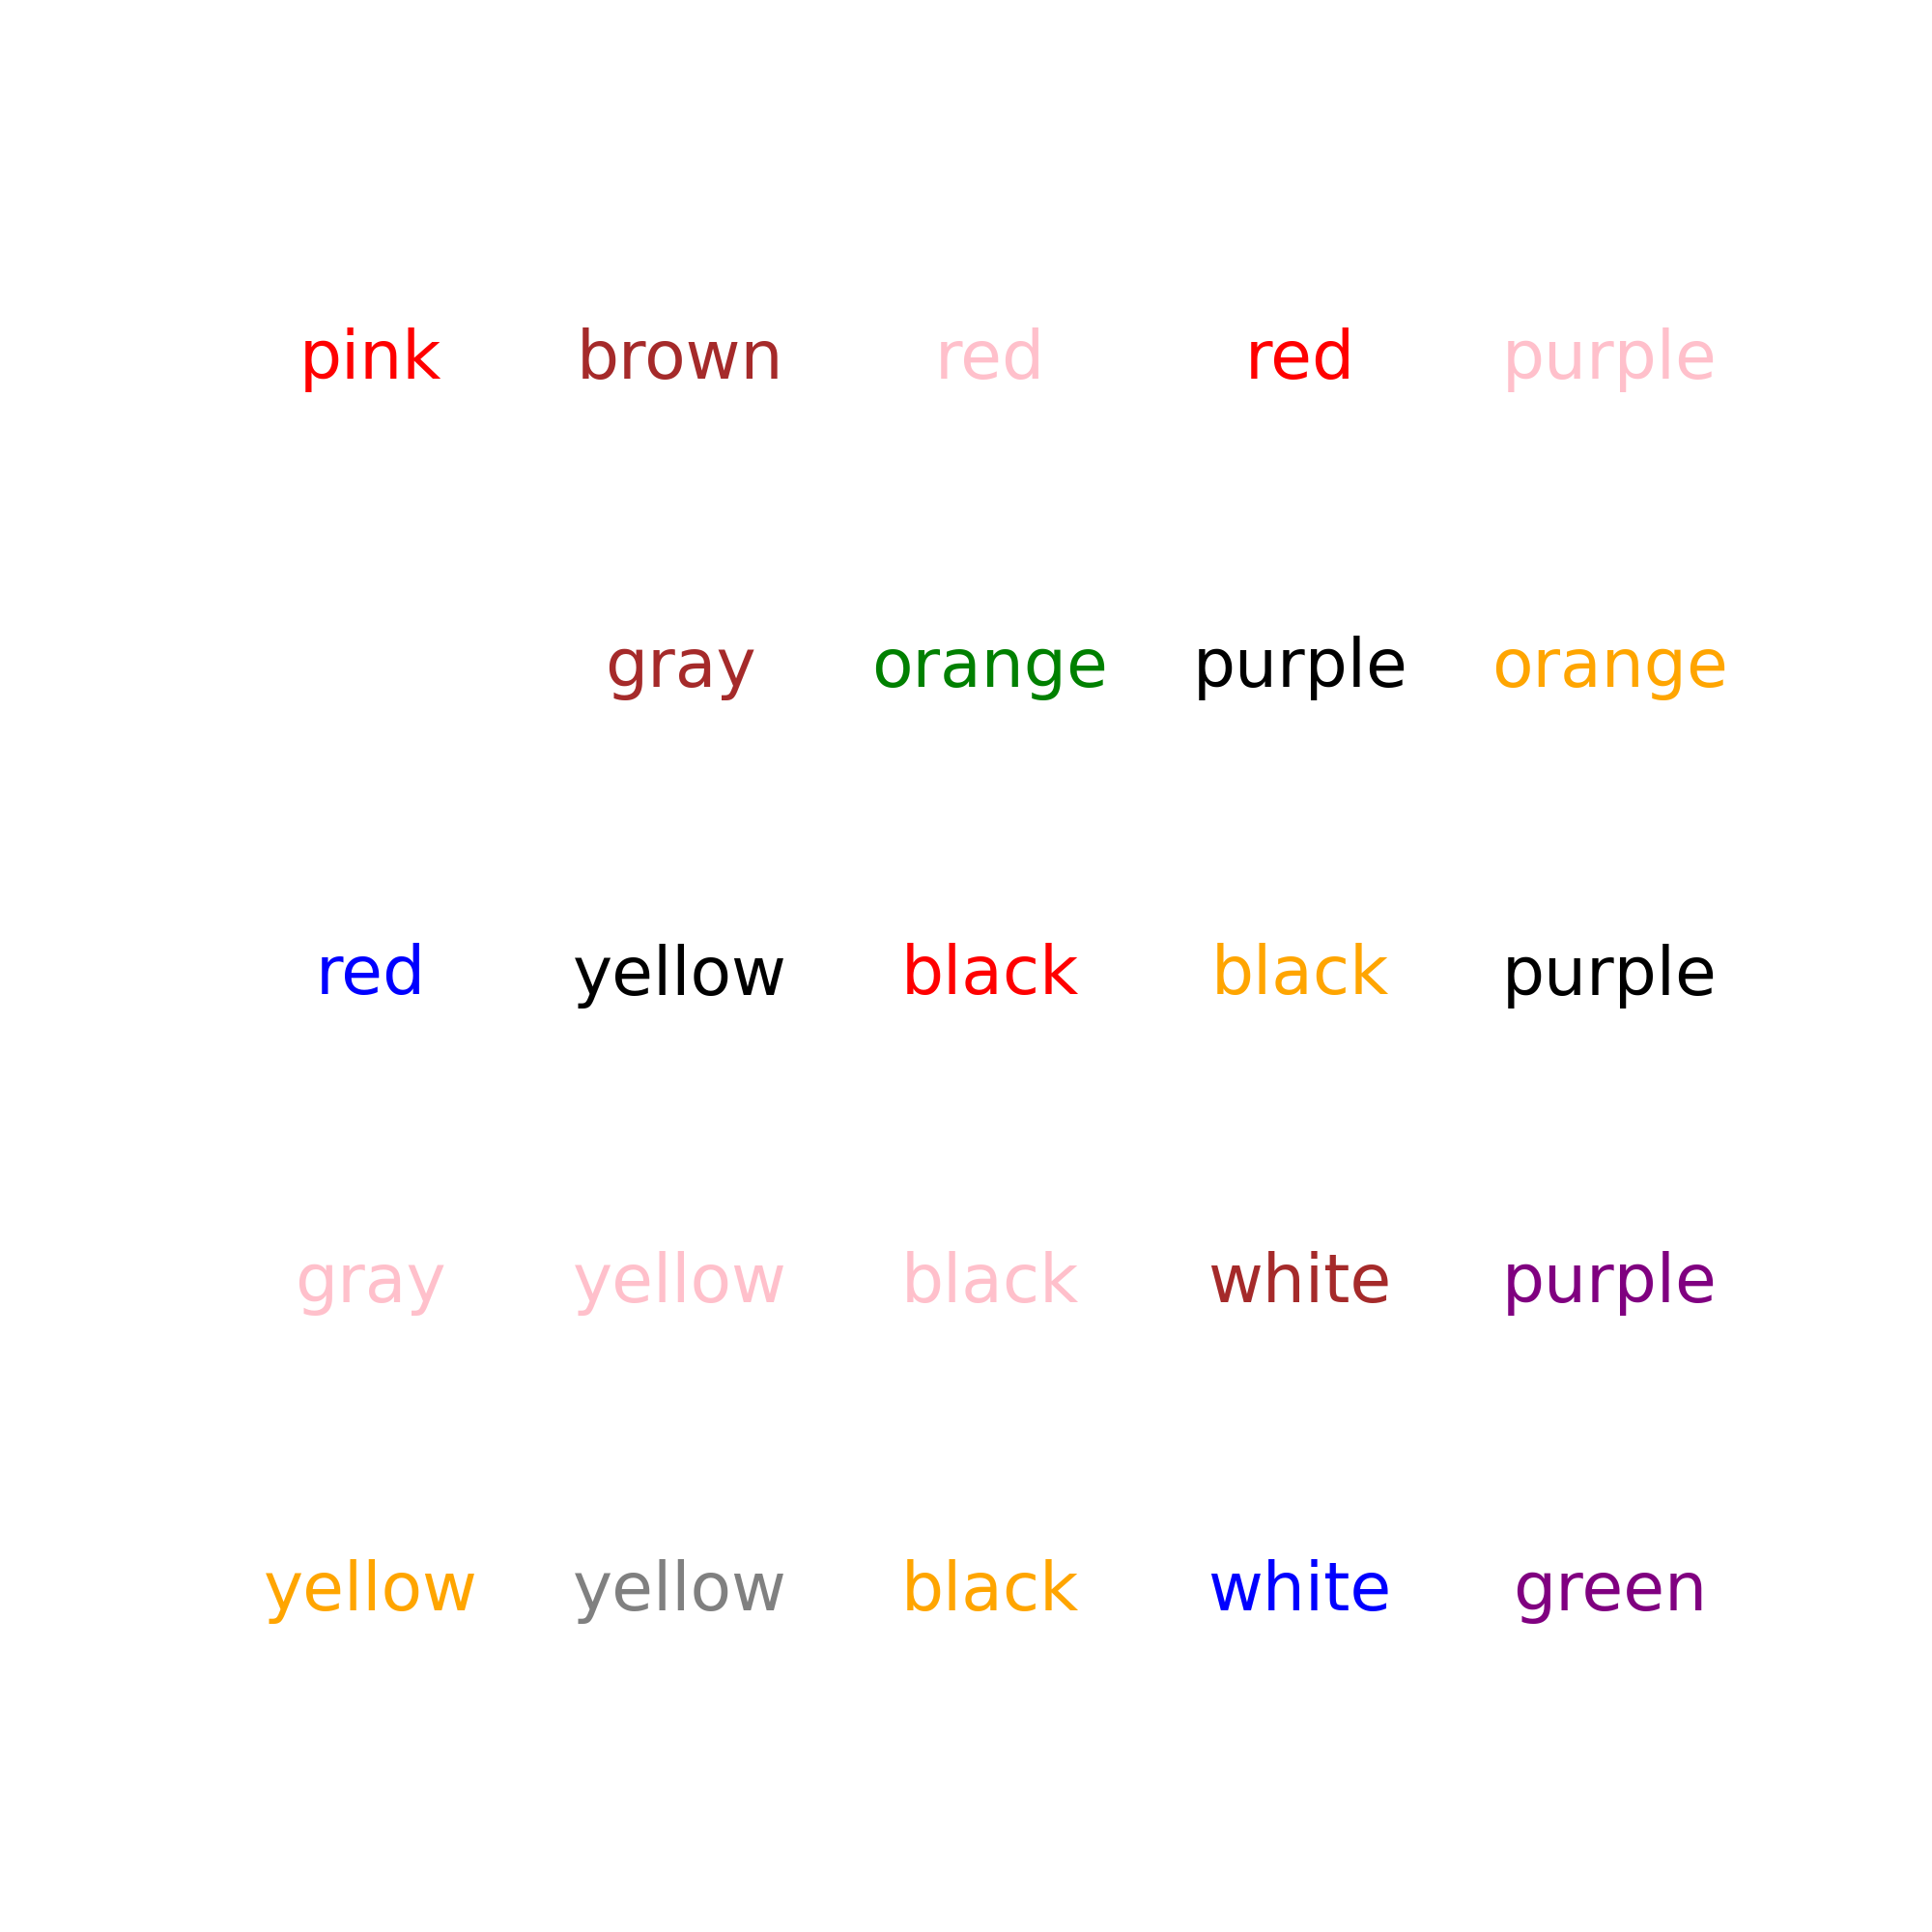 pink brown red red purple
gray orange purple orange
red yellow black black purple
gray yellow black white purple
yellow yellow black white green